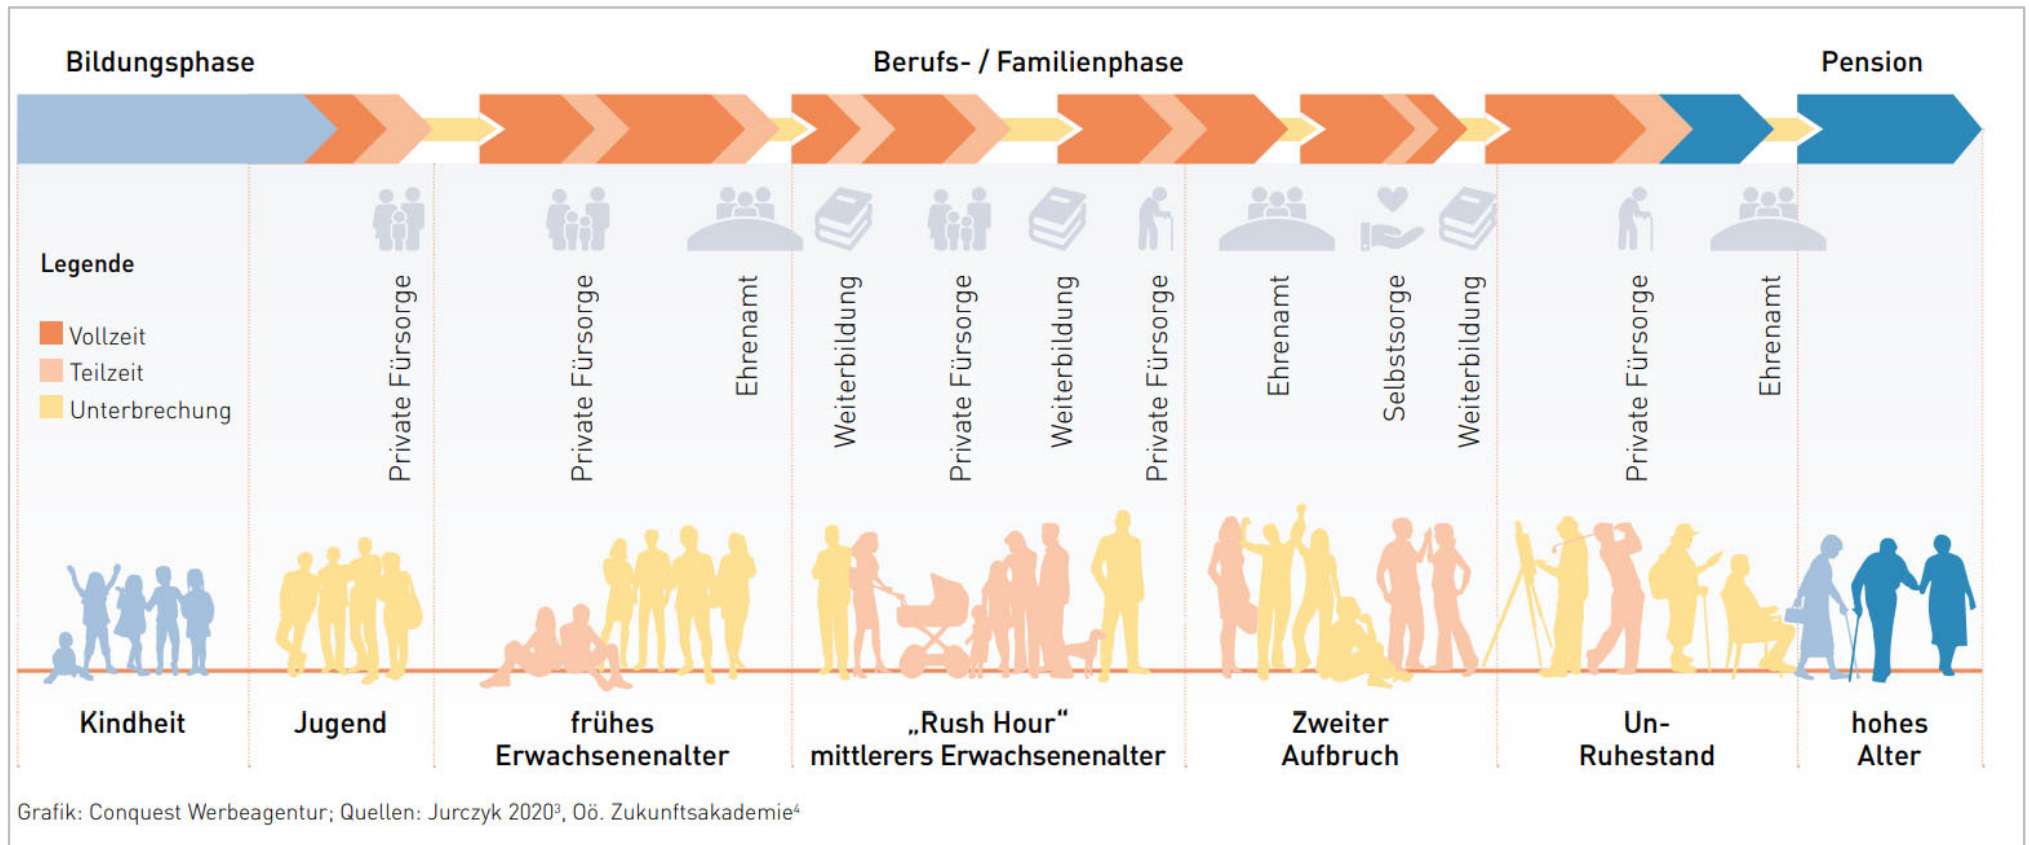 Bildungsphase
Berufs- / Familienphase
Pension
Legende
Vollzeit
Teilzeit
Unterbrechung
Private Fürsorge
Private Fürsorge
Ehrenamt
Weiterbildung
Private Fürsorge
Weiterbildung
Private Fürsorge
Ehrenamt
Selbstsorge
Weiterbildung
Private Fürsorge
Ehrenamt
Kindheit
Jugend
frühes
Erwachsenenalter
„Rush Hour“
mittlerers Erwachsenenalter
Zweiter
Aufbruch
Un-
Ruhestand
hohes
Alter
Grafik: Conquest Werbeagentur; Quellen: Jurczyk 2020³, Oö. Zukunftsakademie⁴